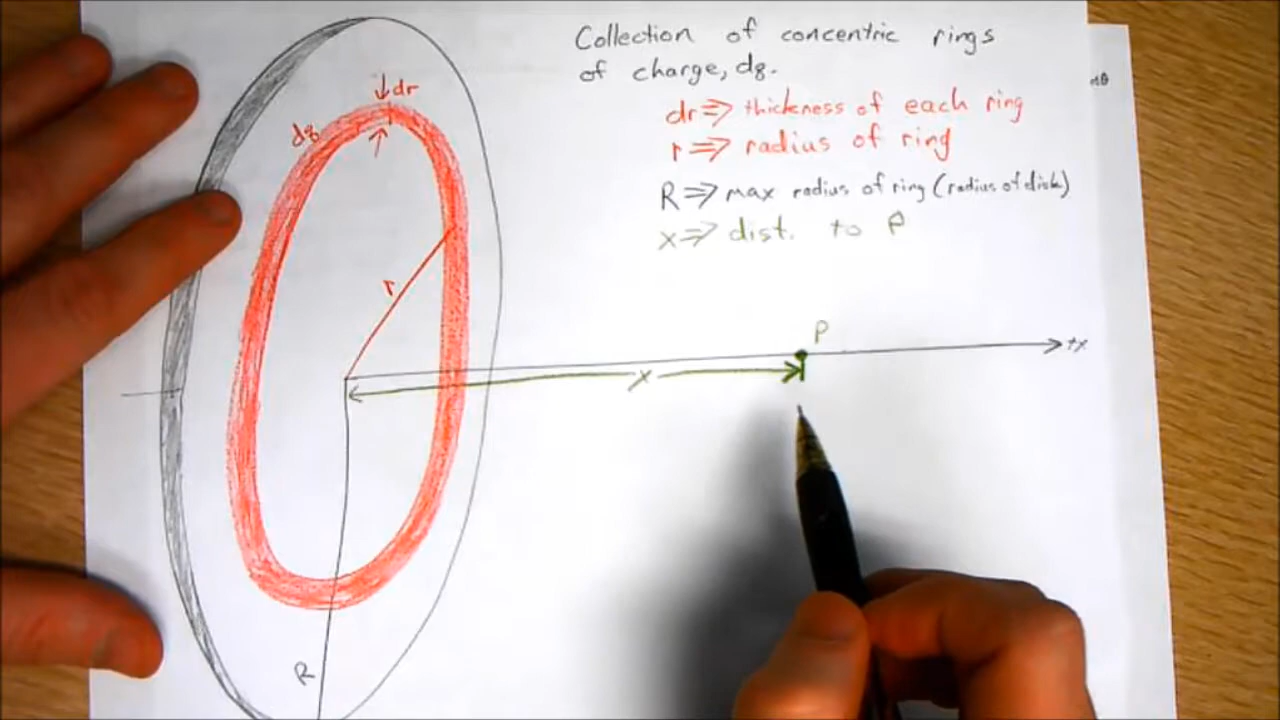 Collection of concentric rings
of charge, dq.
dr⇒ thickness of each ring
r⇒ radius of ring
R⇒ max radius of ring (radius of disk)
x⇒ dist. to P
dr
dq
r
P
+x
x
R